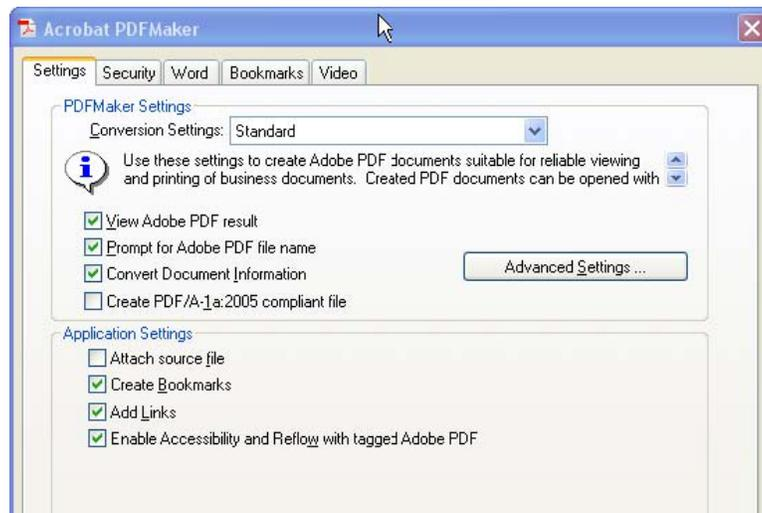 Acrobat PDFMaker
Settings Security Word Bookmarks Video
PDFMaker Settings
Conversion Settings: Standard
Use these settings to create Adobe PDF documents suitable for reliable viewing
and printing of business documents. Created PDF documents can be opened with
View Adobe PDF result
Prompt for Adobe PDF file name
Convert Document Information
Advanced Settings ...
Create PDF/A-1a:2005 compliant file
Application Settings
Attach source file
Create Bookmarks
Add Links
Enable Accessibility and Reflow with tagged Adobe PDF